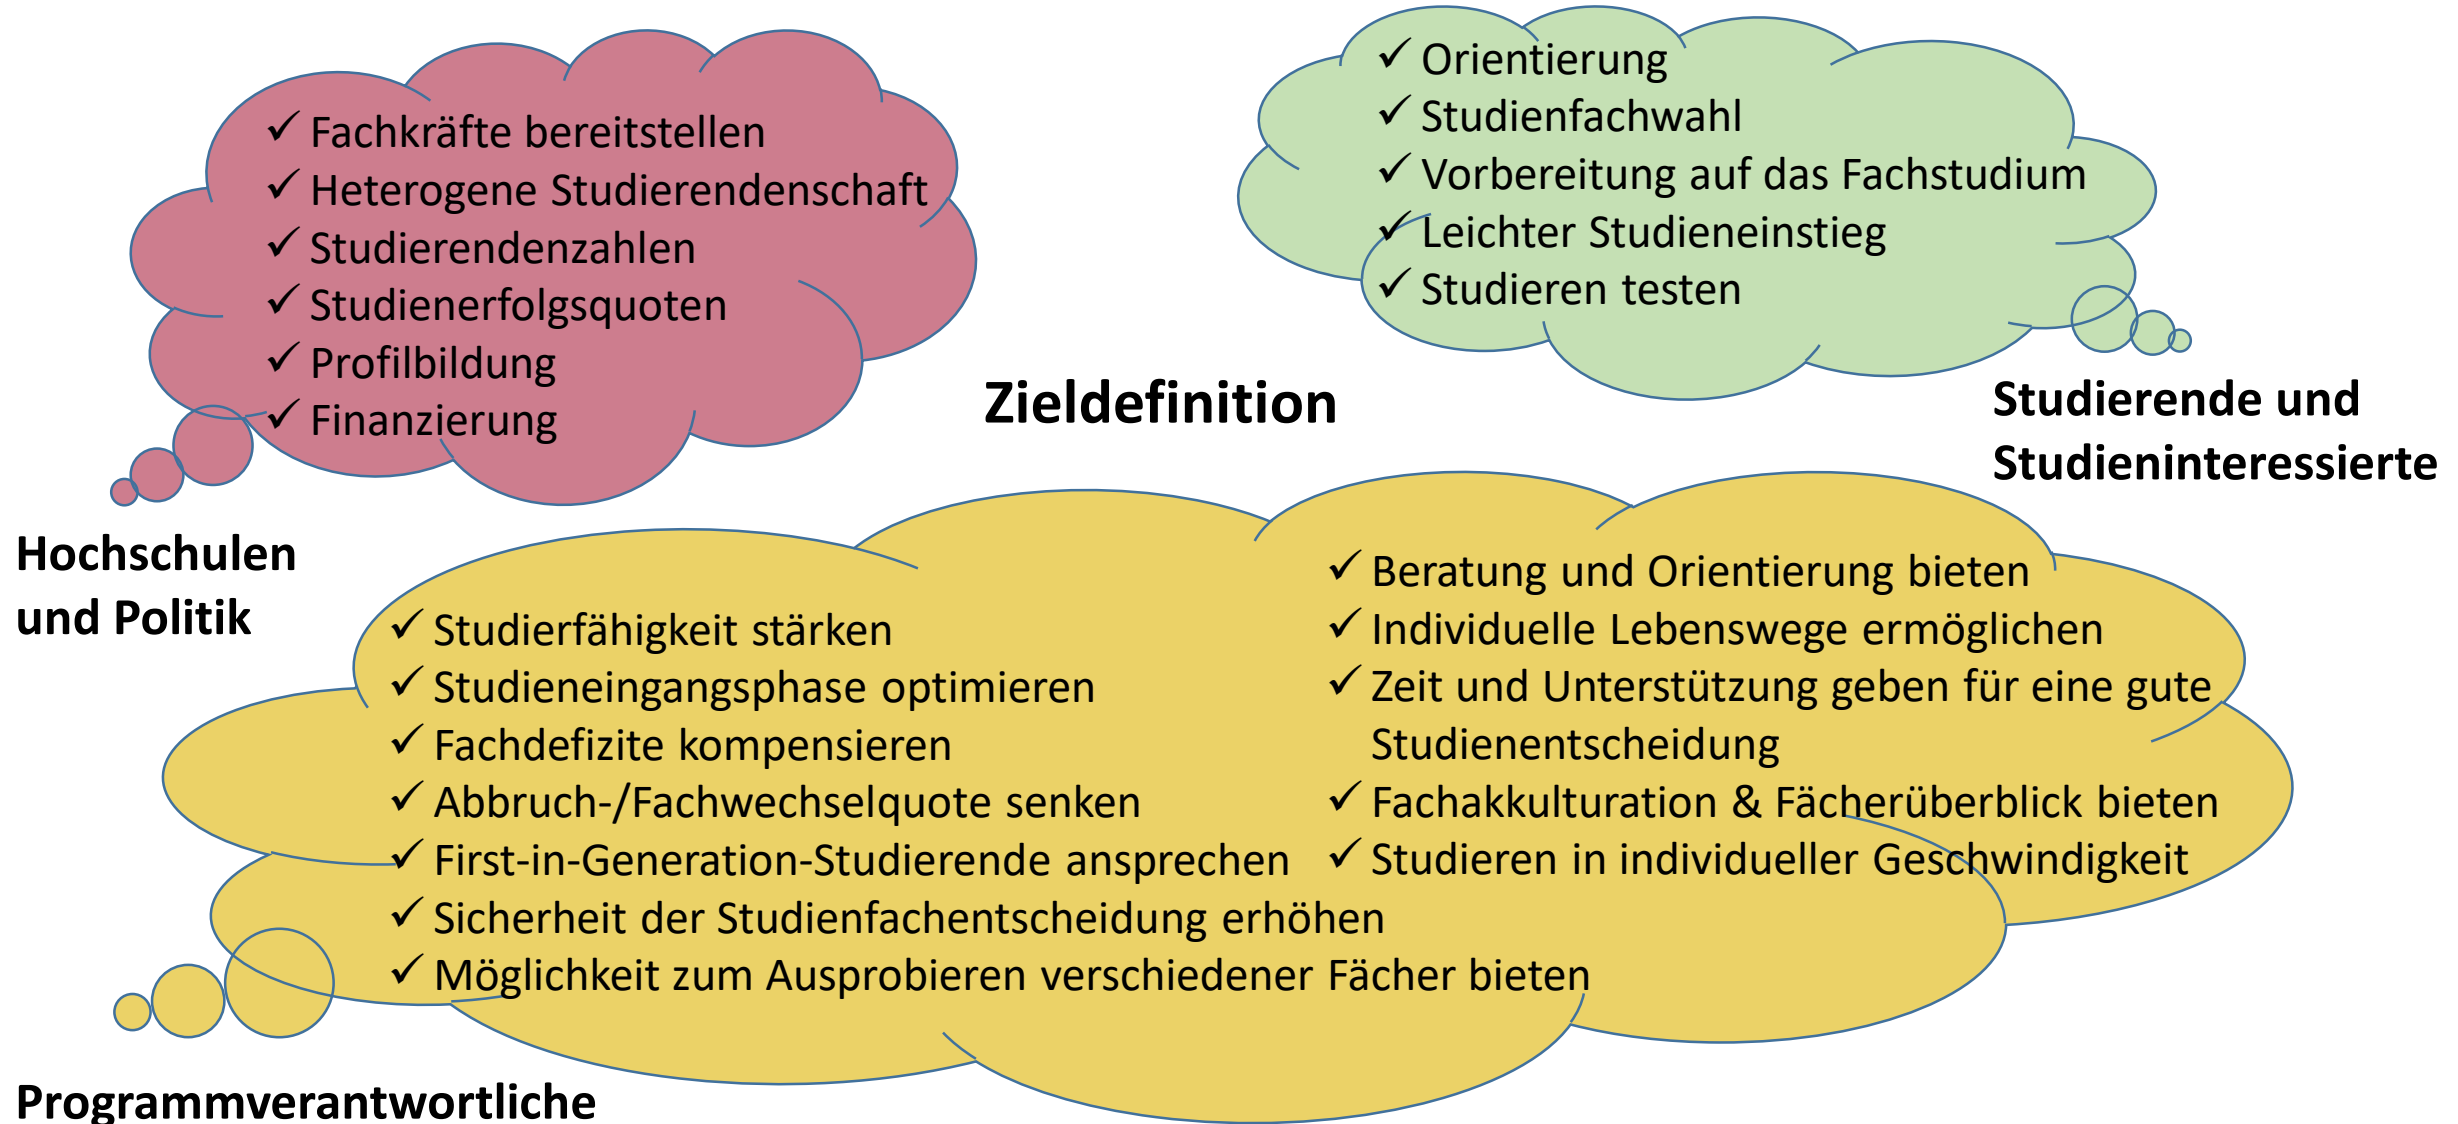 ✓ Fachkräfte bereitstellen
✓ Heterogene Studierendenschaft
✓ Studierendenzahlen
✓ Studienerfolgsquoten
✓ Profilbildung
✓ Finanzierung
Hochschulen
und Politik
✓ Orientierung
✓ Studienfachwahl
✓ Vorbereitung auf das Fachstudium
✓ Leichter Studieneinstieg
✓ Studieren testen
Studierende und
Studieninteressierte
Zieldefinition
✓ Studierfähigkeit stärken
✓ Studieneingangsphase optimieren
✓ Fachdefizite kompensieren
✓ Abbruch-/Fachwechselquote senken
✓ First-in-Generation-Studierende ansprechen
✓ Sicherheit der Studienfachentscheidung erhöhen
✓ Möglichkeit zum Ausprobieren verschiedener Fächer bieten
✓ Beratung und Orientierung bieten
✓ Individuelle Lebenswege ermöglichen
✓ Zeit und Unterstützung geben für eine gute
Studienentscheidung
✓ Fachakkulturation & Fächerüberblick bieten
✓ Studieren in individueller Geschwindigkeit
Programmverantwortliche